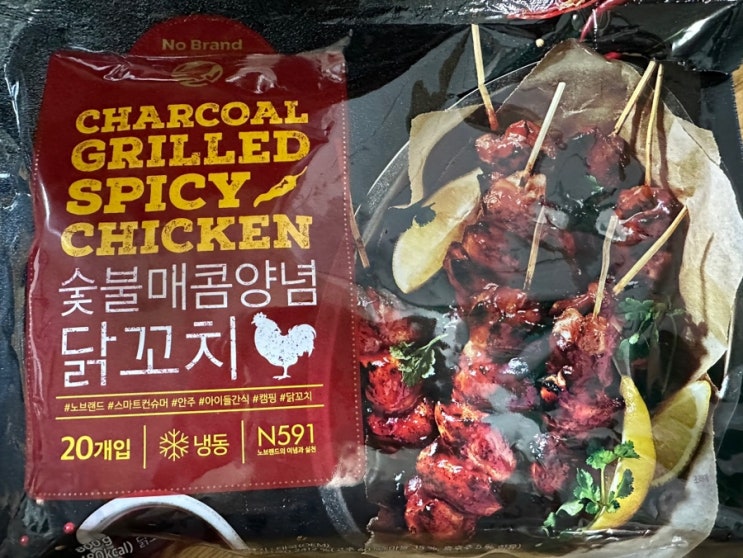 No Brand
CHARCOAL
GRILLED
SPICY
CHICKEN
숯불매콤양념
닭꼬치
#노브랜드 #스마트컨슈머 #안주 #아이들간식 #캠핑 #닭꼬치
20개입
냉동
N591
노브랜드의 이념과 실천